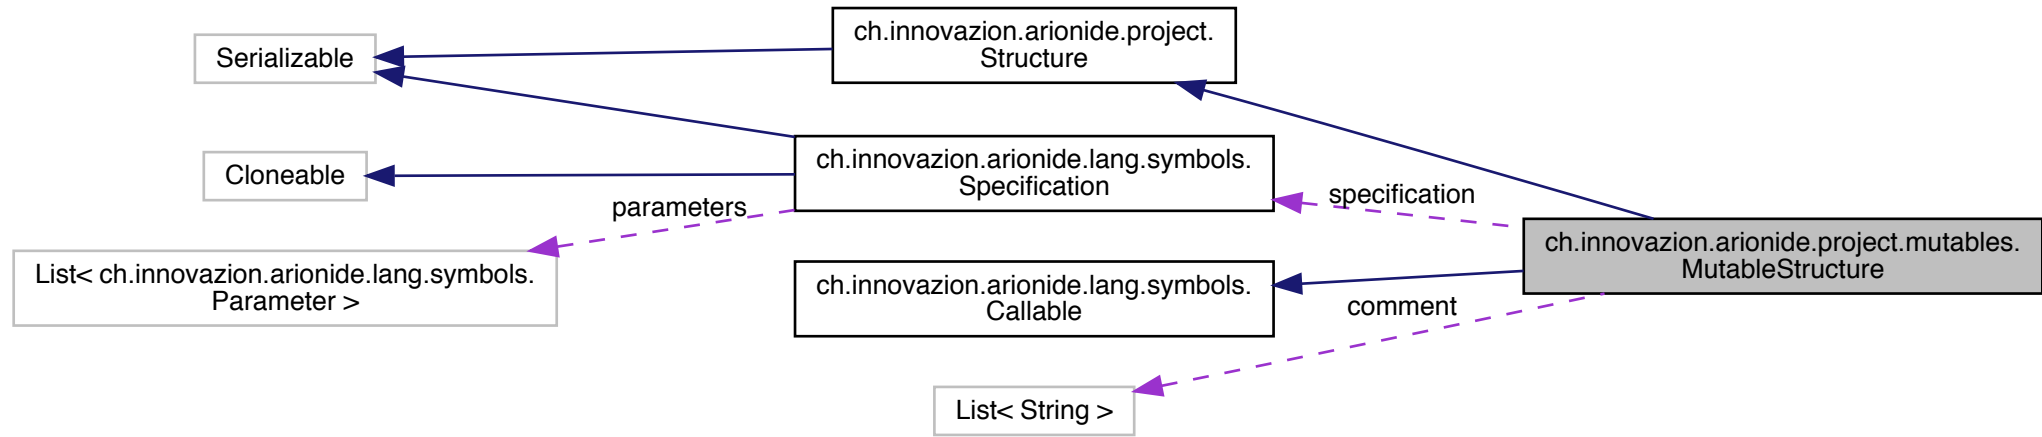 Serializable
ch.innovazion.arionide.project.
Structure
Cloneable
ch.innovazion.arionide.lang.symbols.
Specification
parameters
specification
List< ch.innovazion.arionide.lang.symbols.
Parameter >
ch.innovazion.arionide.project.mutables.
MutableStructure
ch.innovazion.arionide.lang.symbols.
Callable
comment
List< String >